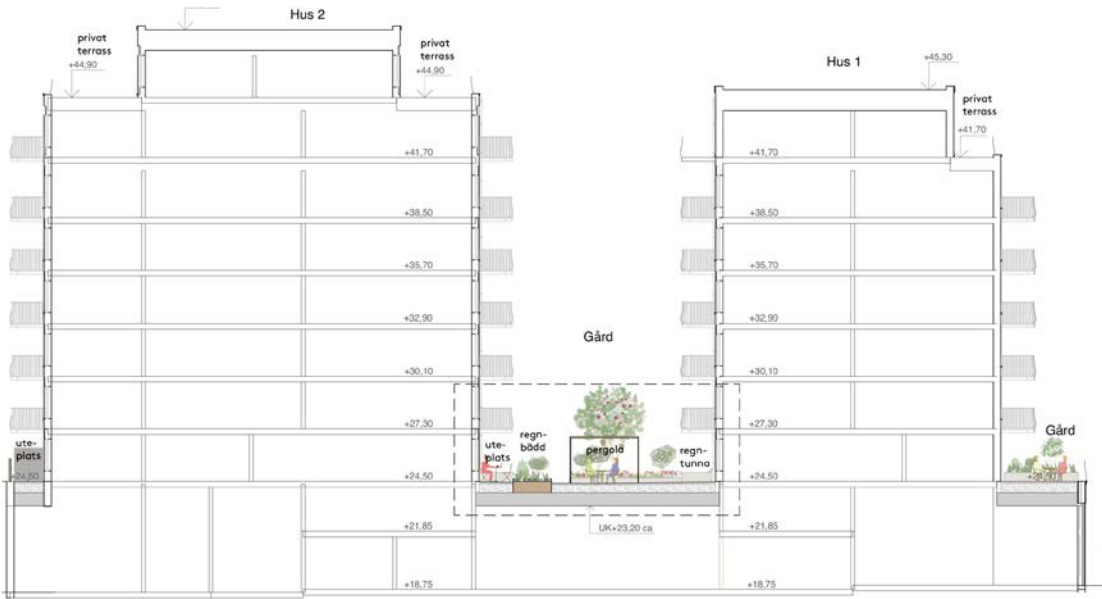 Hus 2
privat
terrass
+44,90
privat
terrass
+44,90
Hus 1
+45,30
privat
terrass
+41,70
+41,70
+41,70
+38,50
+38,50
+35,70
+35,70
+32,90
+32,90
Gård
+30,10
+30,10
+27,30
+27,30
ute-
plats
+24,50
+24,50
ute-
plats
regn-
bädd
pergola
regn-
tunna
+24,50
Gård
+21,85
UK+23,20 ca
+21,85
+18,75
+18,75